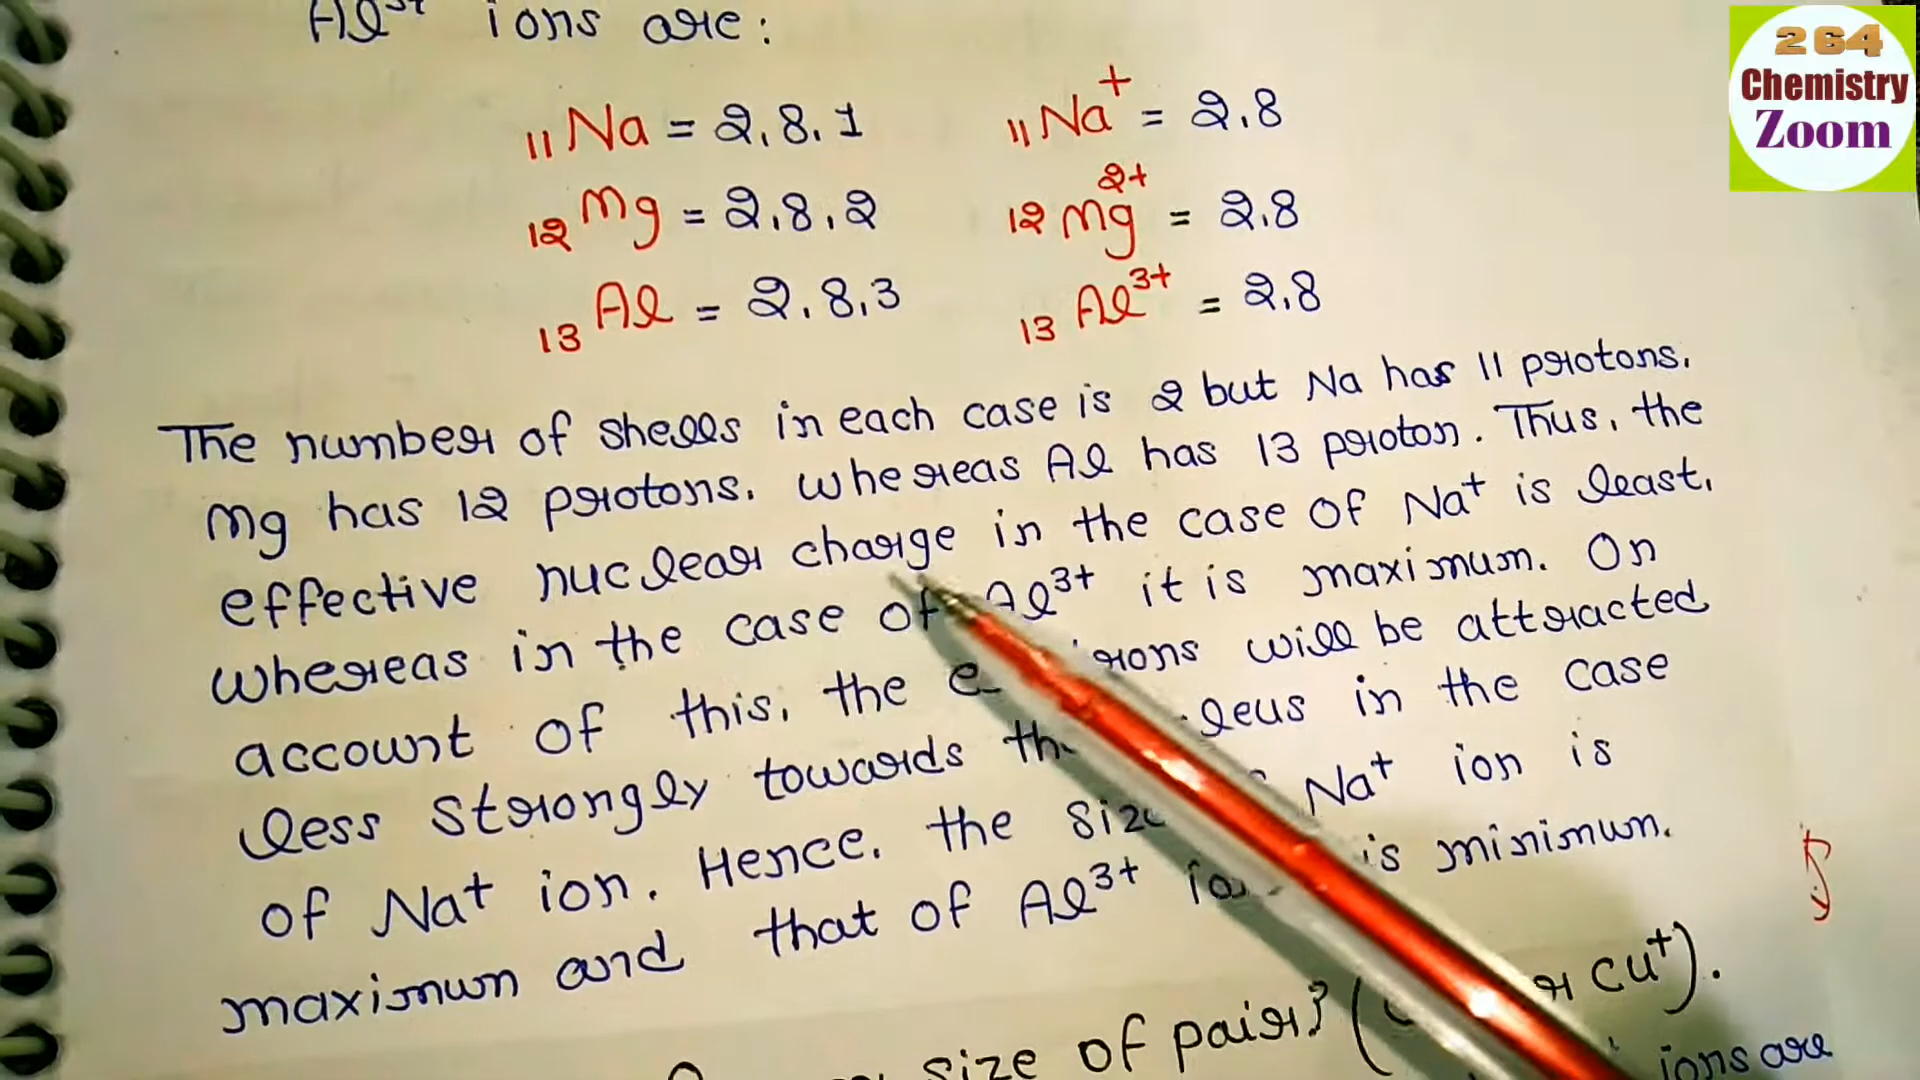 Al3+ ions are:
11Na = 2,8,1 11Na+ = 2,8
12Mg = 2,8,2 12Mg2+ = 2,8
13Al = 2,8,3 13Al3+ = 2,8
The number of shells in each case is 2 but Na has 11 protons,
Mg has 12 protons, whereas Al has 13 proton. Thus, the
effective nuclear charge in the case of Na+ is least,
whereas in the case of Al3+ it is maximum. On
account of this, the will be attracted
less strongly towards in the case
of Na+ ion. Hence, the size Na+ ion is
maximum and that of Al3+ is minimum.
size of pair? ( Cu+).
ions are
264
Chemistry
Zoom